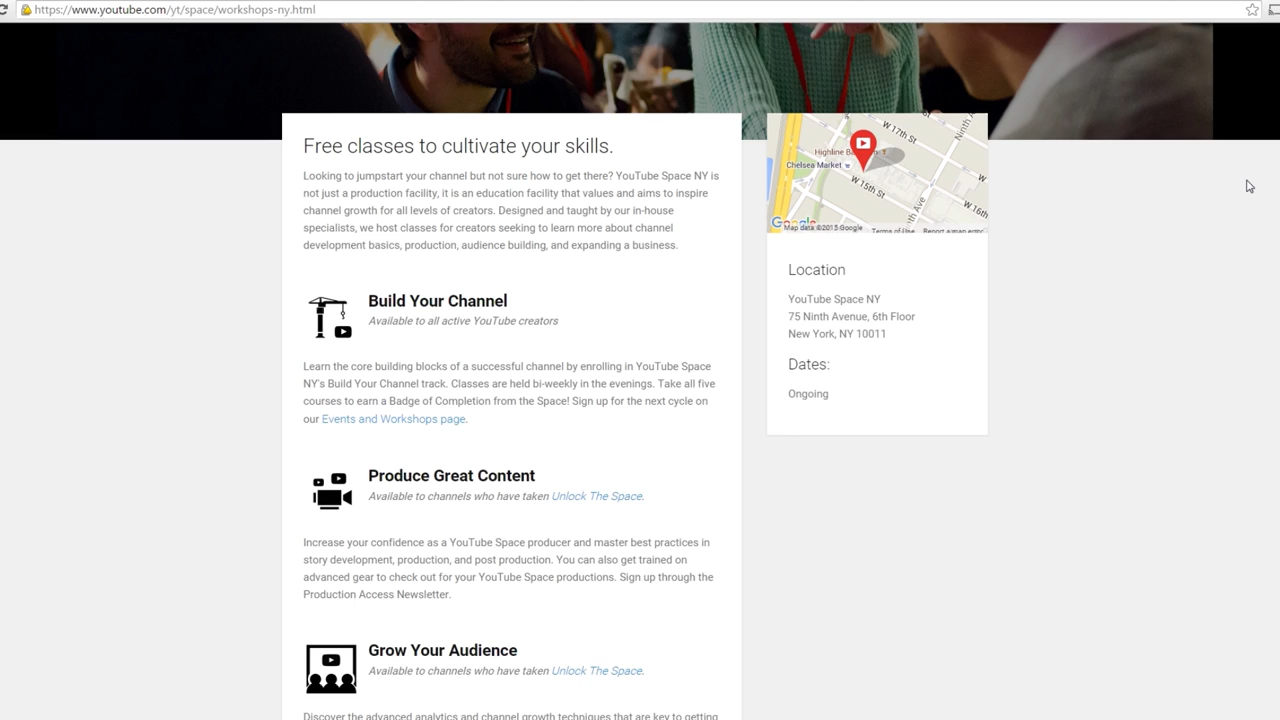 https://www.youtube.com/yt/space/workshops-ny.html
Free classes to cultivate your skills.
Looking to jumpstart your channel but not sure how to get there? YouTube Space NY is
not just a production facility, it is an education facility that values and aims to inspire
channel growth for all levels of creators. Designed and taught by our in-house
specialists, we host classes for creators seeking to learn more about channel
development basics, production, audience building, and expanding a business.
Build Your Channel
Available to all active YouTube creators
Learn the core building blocks of a successful channel by enrolling in YouTube Space
NY's Build Your Channel track. Classes are held bi-weekly in the evenings. Take all five
courses to earn a Badge of Completion from the Space! Sign up for the next cycle on
our Events and Workshops page.
Produce Great Content
Available to channels who have taken Unlock The Space.
Increase your confidence as a YouTube Space producer and master best practices in
story development, production, and post production. You can also get trained on
advanced gear to check out for your YouTube Space productions. Sign up through the
Production Access Newsletter.
Grow Your Audience
Available to channels who have taken Unlock The Space.
Discover the advanced analytics and channel growth techniques that are key to getting
W 17th St
Ninth A
Highline Ba
Chelsea Market
W 15th St
W 16th
th Ave
Google
Map data ©2015 Google
Terms of Use
Report a map error
Location
YouTube Space NY
75 Ninth Avenue, 6th Floor
New York, NY 10011
Dates:
Ongoing